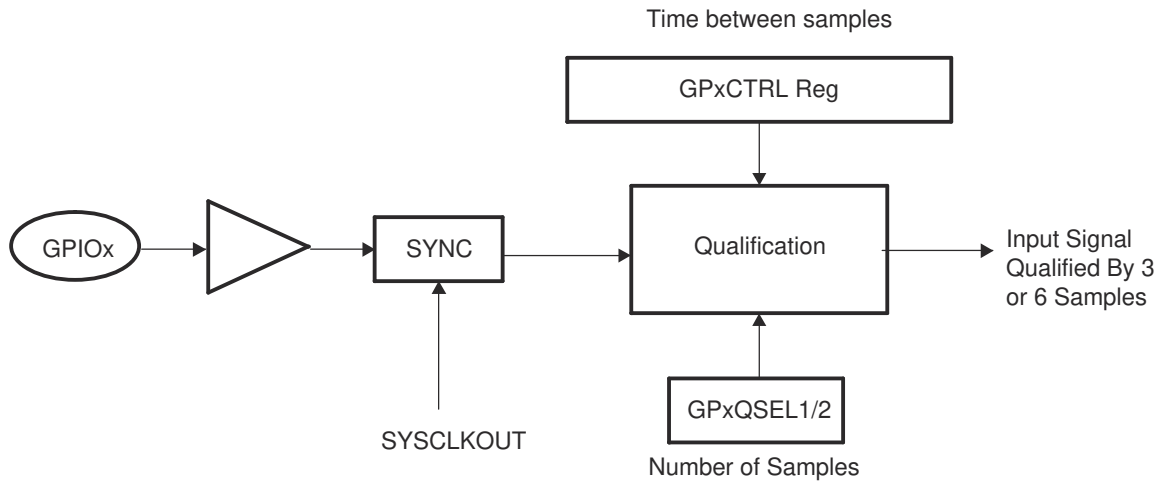 Time between samples
GPxCTRL Reg
GPIOx
SYNC
Qualification
Input Signal
Qualified By 3
or 6 Samples
GPxQSEL1/2
SYSCLKOUT
Number of Samples